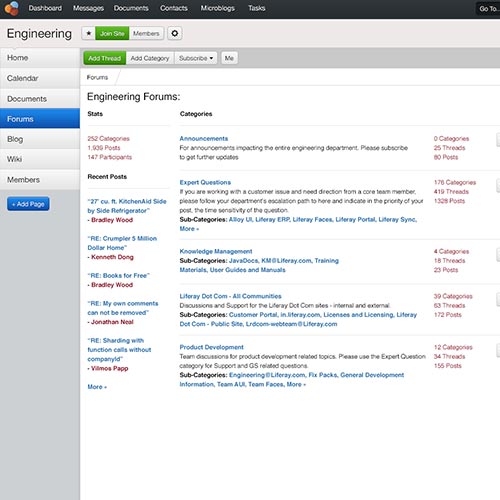 Dashboard Messages Documents Contacts Microblogs Tasks Go To..
Engineering
★ Join Site Members
Home
Calendar
Documents
Forums
Blog
Wiki
Members
+ Add Page
Add Thread Add Category Subscribe ▾ Me
Forums
Engineering Forums:
Stats
252 Categories
1,939 Posts
147 Participants
Recent Posts
"27' cu. ft. KitchenAid Side
by Side Refrigerator"
- Bradley Wood
"RE: Crumpler 5 Million
Dollar Home"
- Kenneth Dong
"RE: Books for Free"
- Bradley Wood
"RE: My own comments
can not be removed"
- Jonathan Neal
"RE: Sharding with
function calls without
companyId"
- Vilmos Papp
More »
Categories
Announcements
For announcements impacting the entire engineering department. Please subscribe
to get further updates
0 Categories
25 Threads
80 Posts
Expert Questions
If you are working with a customer issue and need direction from a core team member,
please follow your department's escalation path to here and indicate in the priority of your
post, the time sensitivity of the question.
Sub-Categories: Alloy UI, Liferay ERP, Liferay Faces, Liferay Portal, Liferay Sync,
More »
176 Categories
419 Threads
1328 Posts
Knowledge Management
Sub-Categories: JavaDocs, KM@Liferay.com, Training
Materials, User Guides and Manuals
4 Categories
18 Threads
23 Posts
Liferay Dot Com - All Communities
Discussions and Support for the Liferay Dot Com sites - internal and external.
Sub-Categories: Customer Portal, in.liferay.com, Licenses and Licensing, Liferay
Dot Com - Public Site, Lrdcom-webteam@Liferay.com
39 Categories
53 Threads
172 Posts
Product Development
Team discussions for product development related topics. Please use the Expert Question
category for Support and GS related questions.
Sub-Categories: Engineering@Liferay.com, Fix Packs, General Development
Information, Team AUI, Team Faces, More »
12 Categories
34 Threads
155 Posts